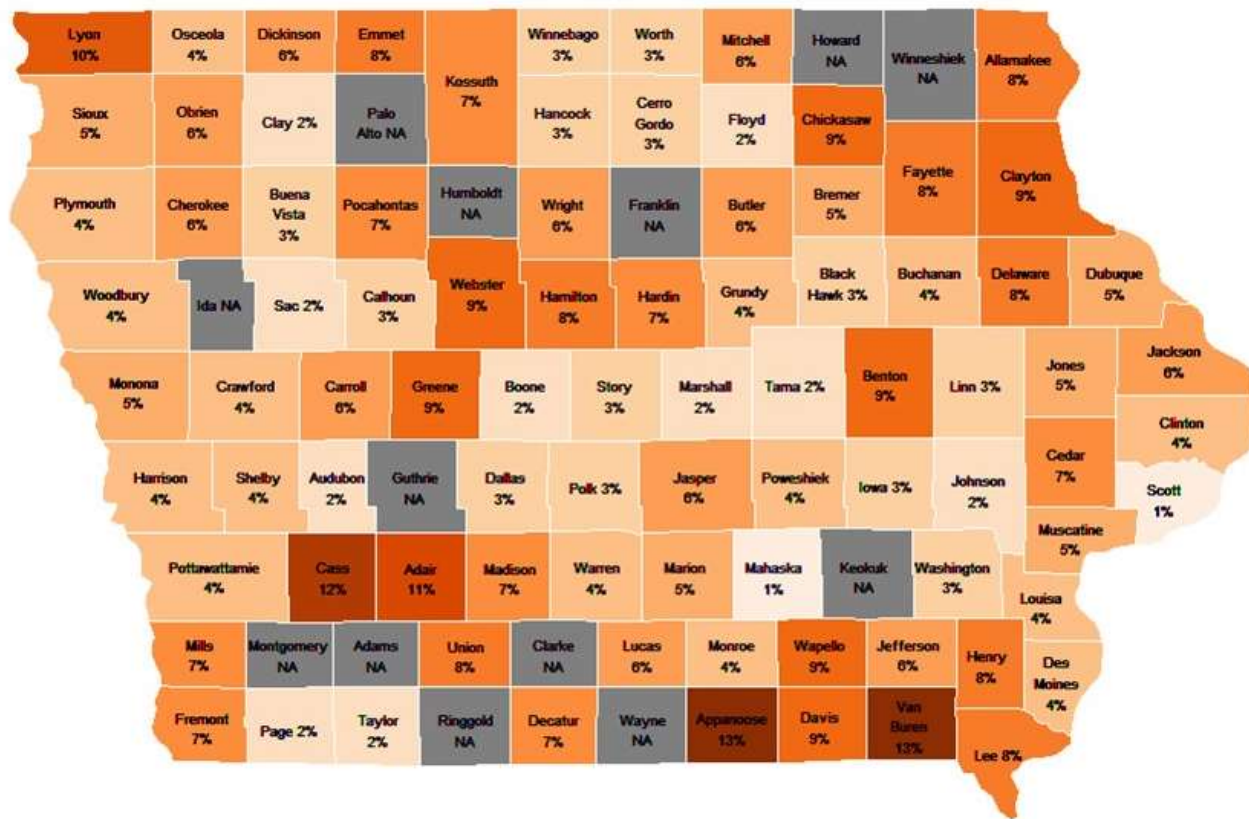 Lyon
10%
Osceola
4%
Dickinson
6%
Emmet
8%
Kossuth
7%
Winnebago
3%
Worth
3%
Mitchell
6%
Howard
NA
Winneshiek
NA
Allamakee
8%
Sioux
5%
Obrien
6%
Clay 2%
Palo
Alto NA
Hancock
3%
Cerro
Gordo
3%
Floyd
2%
Chickasaw
9%
Fayette
8%
Clayton
9%
Plymouth
4%
Cherokee
6%
Buena
Vista
3%
Pocahontas
7%
Humboldt
NA
Wright
6%
Franklin
NA
Butler
6%
Bremer
5%
Woodbury
4%
Ida NA
Sac 2%
Calhoun
3%
Webster
9%
Hamilton
8%
Hardin
7%
Grundy
4%
Black
Hawk 3%
Buchanan
4%
Delaware
8%
Dubuque
5%
Monona
5%
Crawford
4%
Carroll
6%
Greene
9%
Boone
2%
Story
3%
Marshall
2%
Tama 2%
Benton
9%
Linn 3%
Jones
5%
Jackson
6%
Clinton
4%
Harrison
4%
Shelby
4%
Audubon
2%
Guthrie
NA
Dallas
3%
Polk 3%
Jasper
6%
Poweshiek
4%
Iowa 3%
Johnson
2%
Cedar
7%
Scott
1%
Muscatine
5%
Pottawattamie
4%
Cass
12%
Adair
11%
Madison
7%
Warren
4%
Marion
5%
Mahaska
1%
Keokuk
NA
Washington
3%
Louisa
4%
Mills
7%
Montgomery
NA
Adams
NA
Union
8%
Clarke
NA
Lucas
6%
Monroe
4%
Wapello
9%
Jefferson
6%
Henry
8%
Des
Moines
4%
Fremont
7%
Page 2%
Taylor
2%
Ringgold
NA
Decatur
7%
Wayne
NA
Appanoose
13%
Davis
9%
Van
Buren
13%
Lee 8%